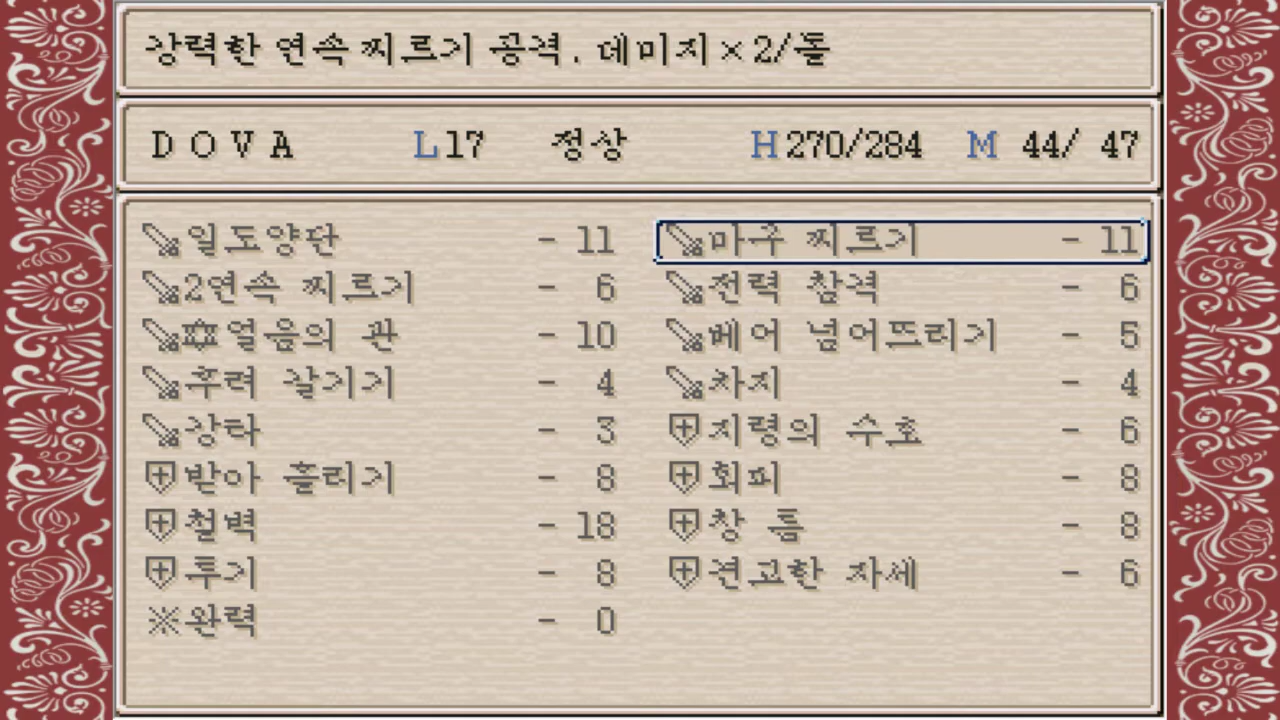 강력한 연속 찌르기 공격. 데미지×2/돌
DOVA L17 정상 H270/284 M 44/ 47
일도양단 - 11 마구 찌르기 - 11
2연속 찌르기 - 6 전력 참격 - 6
✡얼음의 관 - 10 베어 넘어뜨리기 - 5
후려 갈기기 - 4 차지 - 4
강타 - 3 지령의 수호 - 6
받아 흘리기 - 8 회피 - 8
철벽 - 18 창 틈 - 8
투기 - 8 견고한 자세 - 6
※완력 - 0